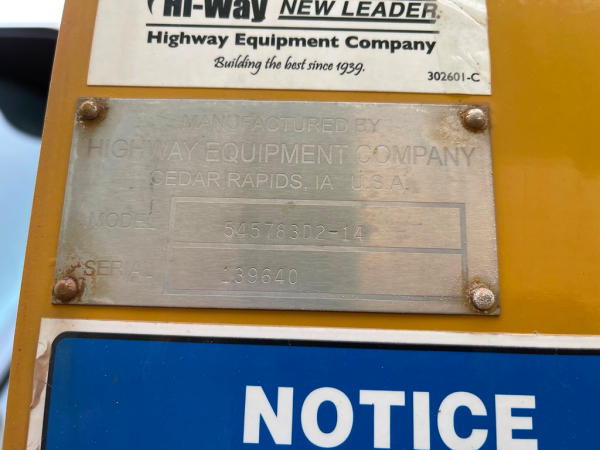 Hi-Way NEW LEADER.
Highway Equipment Company
Building the best since 1939.
302601-C
MANUFACTURED BY
HIGHWAY EQUIPMENT COMPANY
CEDAR RAPIDS, IA U.S.A.
MODEL 545783D2-14
SERIAL 139640
NOTICE